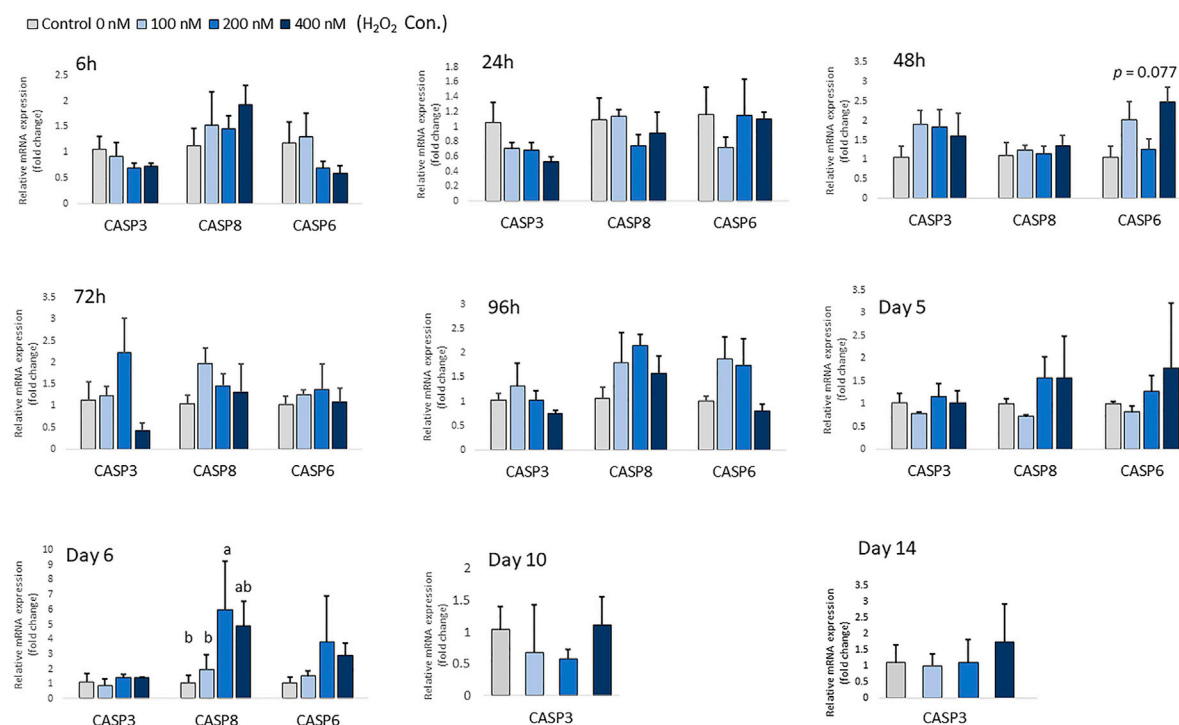 Control 0 nM 100 nM 200 nM 400 nM (H₂O₂ Con.)
6h
Relative mRNA expression
(fold change)
2.5
2
1.5
1
0.5
0
CASP3 CASP8 CASP6
24h
Relative mRNA expression
(fold change)
1.8
1.6
1.4
1.2
1
0.8
0.6
0.4
0.2
0
CASP3 CASP8 CASP6
48h
p = 0.077
Relative mRNA expression
(fold change)
3.5
3
2.5
2
1.5
1
0.5
0
CASP3 CASP8 CASP6
72h
Relative mRNA expression
(fold change)
3.5
3
2.5
2
1.5
1
0.5
0
CASP3 CASP8 CASP6
96h
Relative mRNA expression
(fold change)
3
2.5
2
1.5
1
0.5
0
CASP3 CASP8 CASP6
Day 5
Relative mRNA expression
(fold change)
3.5
3
2.5
2
1.5
1
0.5
0
CASP3 CASP8 CASP6
Day 6
Relative mRNA expression
(fold change)
10
9
8
7
6
5
4
3
2
1
0
b b a ab
CASP3 CASP8 CASP6
Day 10
Relative mRNA expression
(fold change)
2
1.5
1
0.5
0
CASP3
Day 14
Relative mRNA expression
(fold change)
3.5
3
2.5
2
1.5
1
0.5
0
CASP3